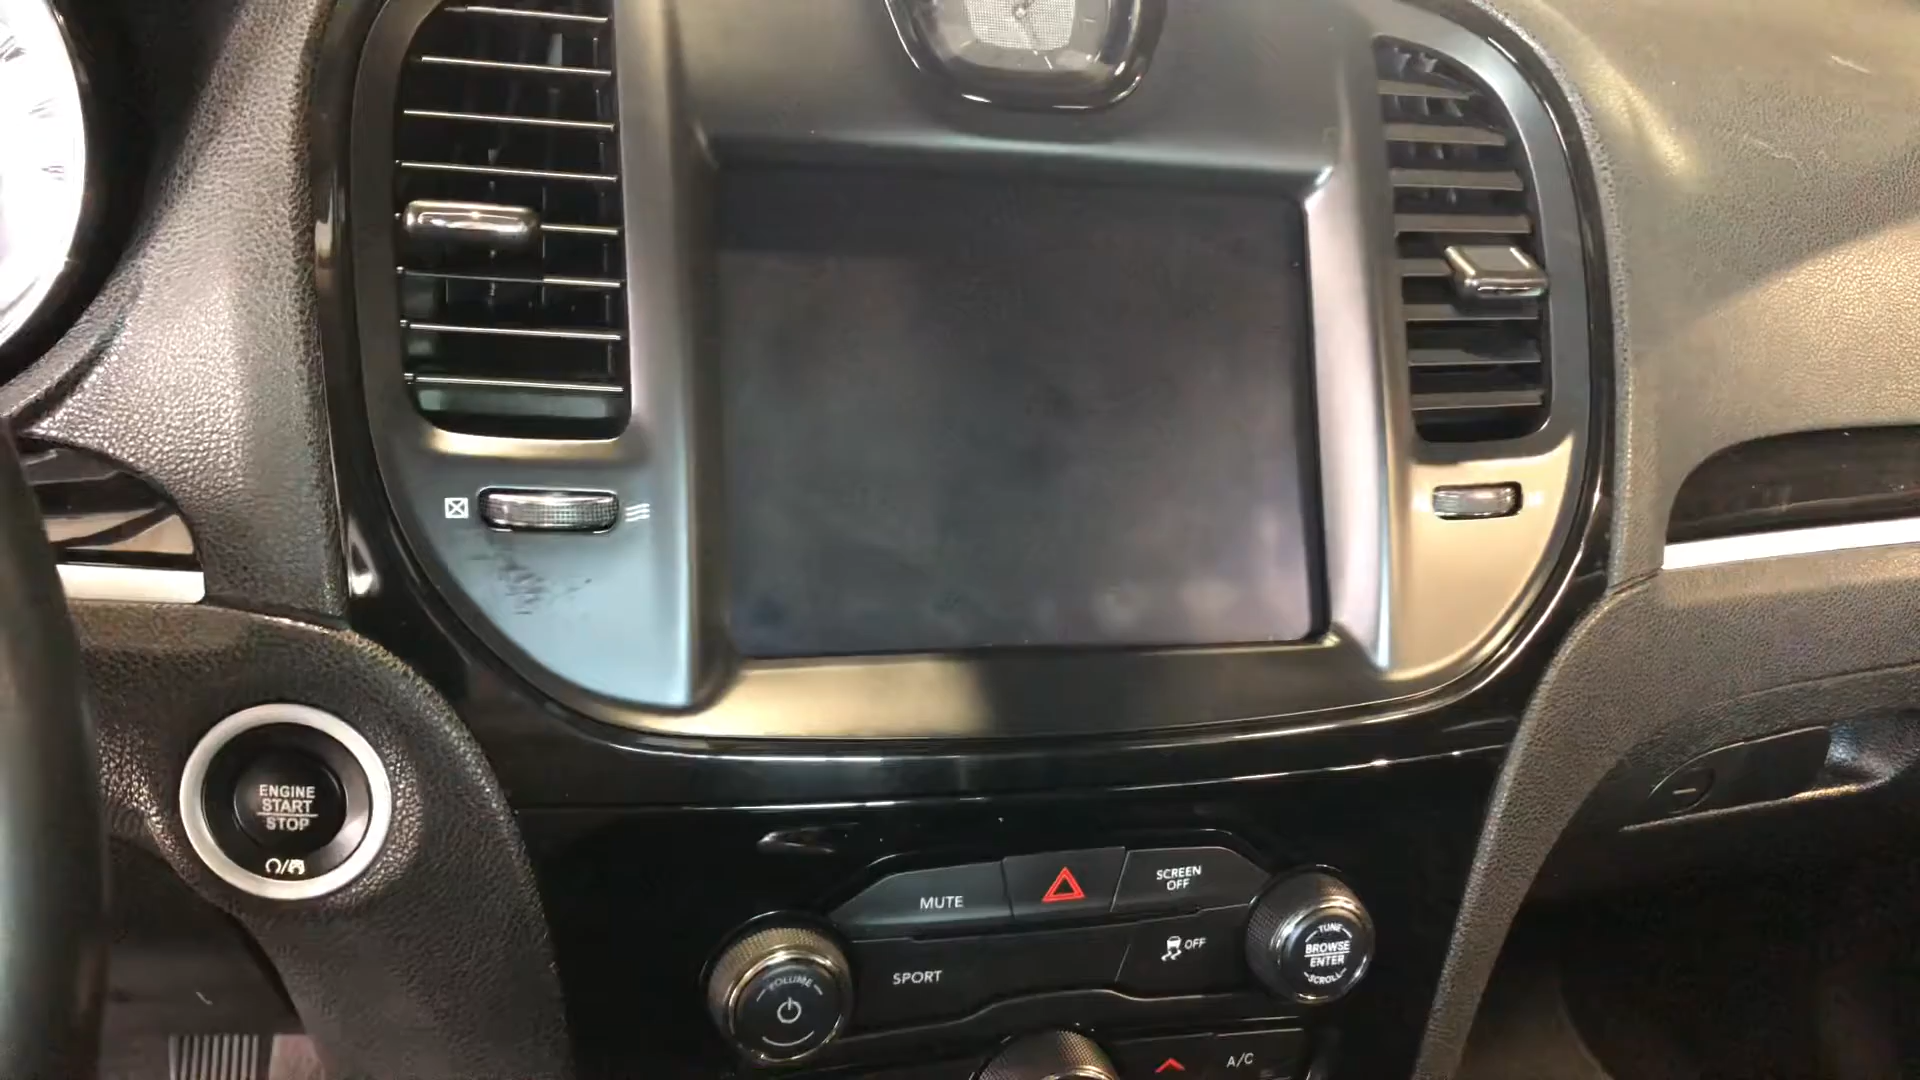 ENGINE
START
STOP
MUTE
SCREEN
OFF
SPORT
OFF
VOLUME
TUNE
BROWSE
ENTER
SCROLL
A/C